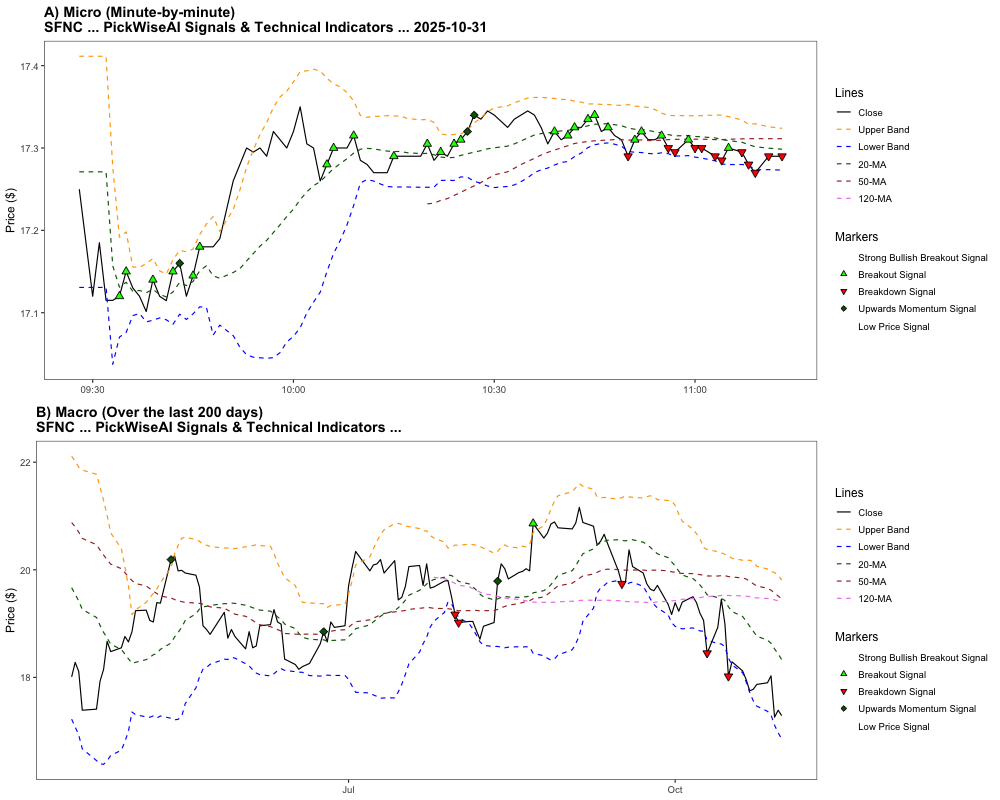 A) Micro (Minute-by-minute)
SFNC ... PickWiseAI Signals & Technical Indicators ... 2025-10-31
Price ($)
17.4
17.3
17.2
17.1
09:30
10:00
10:30
11:00
Lines
Close
Upper Band
Lower Band
20-MA
50-MA
120-MA
Markers
Strong Bullish Breakout Signal
Breakout Signal
Breakdown Signal
Upwards Momentum Signal
Low Price Signal
B) Macro (Over the last 200 days)
SFNC ... PickWiseAI Signals & Technical Indicators ...
Price ($)
22
20
18
Jul
Oct
Lines
Close
Upper Band
Lower Band
20-MA
50-MA
120-MA
Markers
Strong Bullish Breakout Signal
Breakout Signal
Breakdown Signal
Upwards Momentum Signal
Low Price Signal